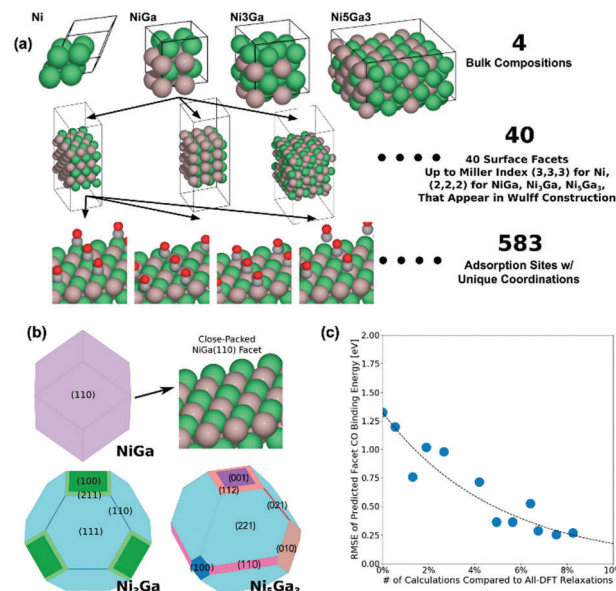 (a)
Ni
NiGa
Ni3Ga
Ni5Ga3
4
Bulk Compositions
40
40 Surface Facets
Up to Miller Index (3,3,3) for Ni,
(2,2,2) for NiGa, Ni₃Ga, Ni₅Ga₃,
That Appear in Wulff Construction
583
Adsorption Sites w/
Unique Coordinations
(b)
(110)
NiGa
Close-Packed
NiGa(110) Facet
(100)
(211)
(110)
(111)
Ni₃Ga
(001)
(112)
(021)
(221)
(010)
(100)
(110)
Ni₅Ga₃
(c)
RMSE of Predicted Facet CO Binding Energy [eV]
2.00
1.75
1.50
1.25
1.00
0.75
0.50
0.25
0.00
0%
2%
4%
6%
8%
10%
# of Calculations Compared to All-DFT Relaxations